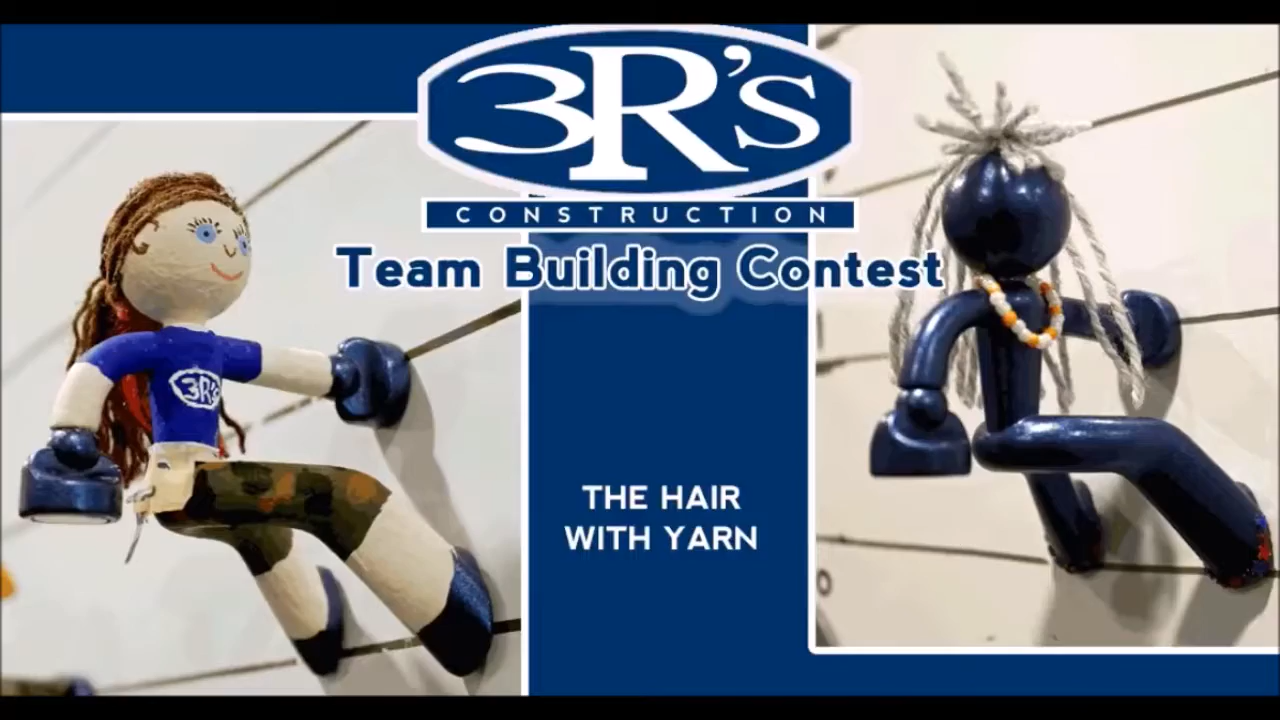 3R's
CONSTRUCTION
Team Building Contest
3R's
THE HAIR
WITH YARN